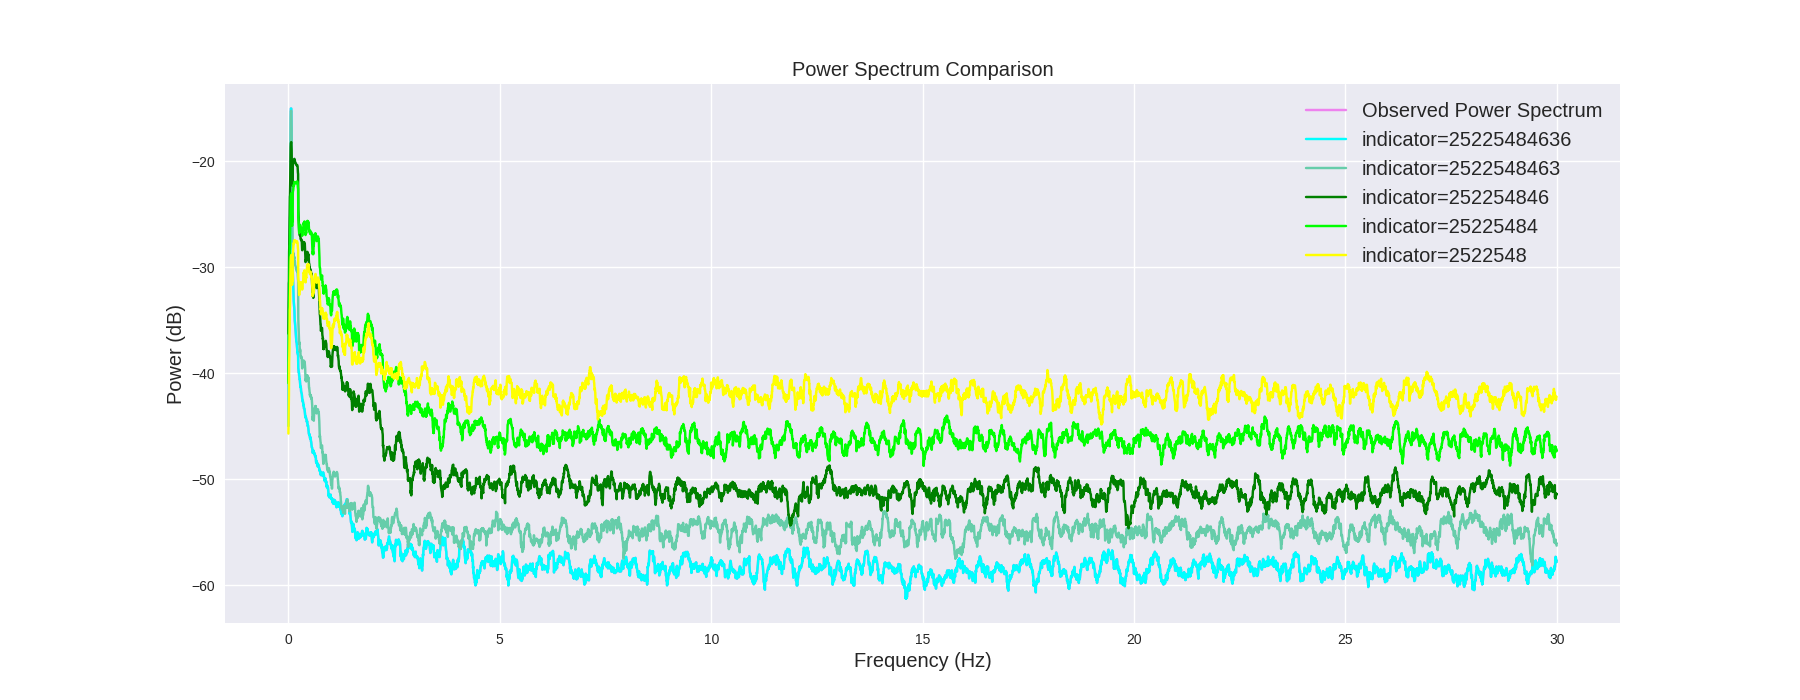 Power Spectrum Comparison
Observed Power Spectrum
indicator=25225484636
indicator=2522548463
indicator=252254846
indicator=25225484
indicator=2522548
Power (dB)
−20
−30
−40
−50
−60
0 5 10 15 20 25 30
Frequency (Hz)